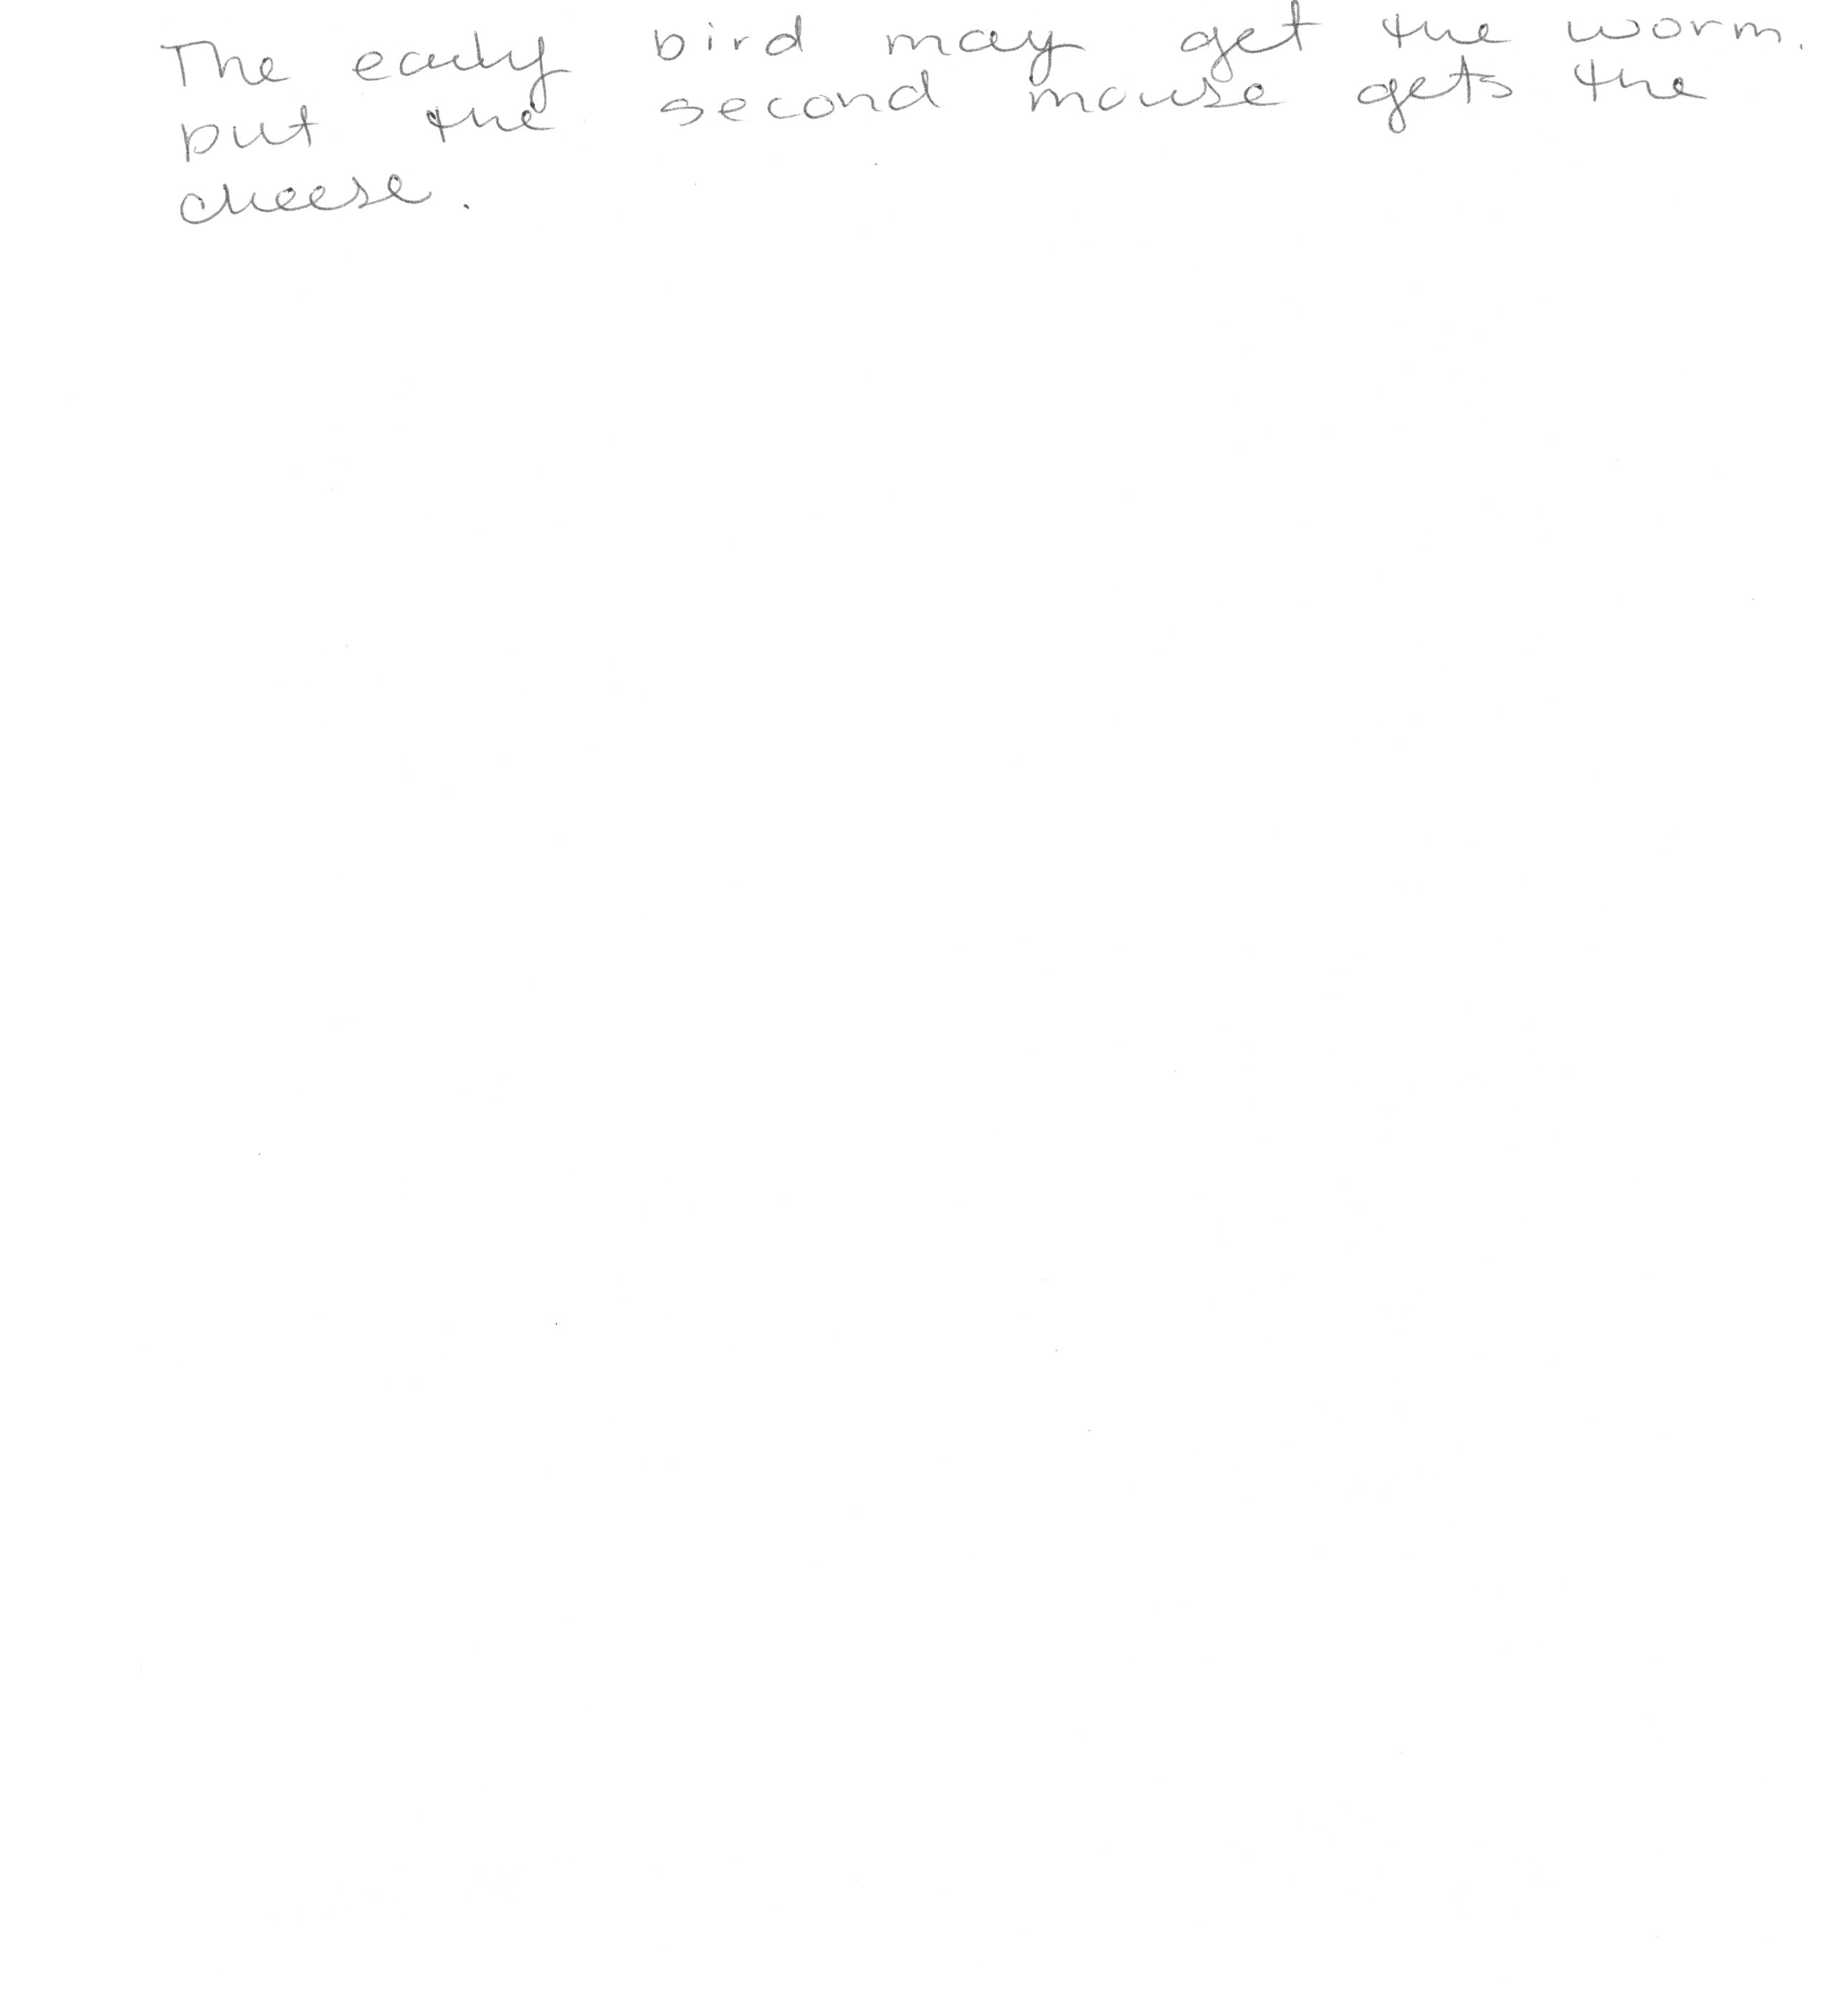 The early bird may get the worm.
but the second mouse gets the
cheese.